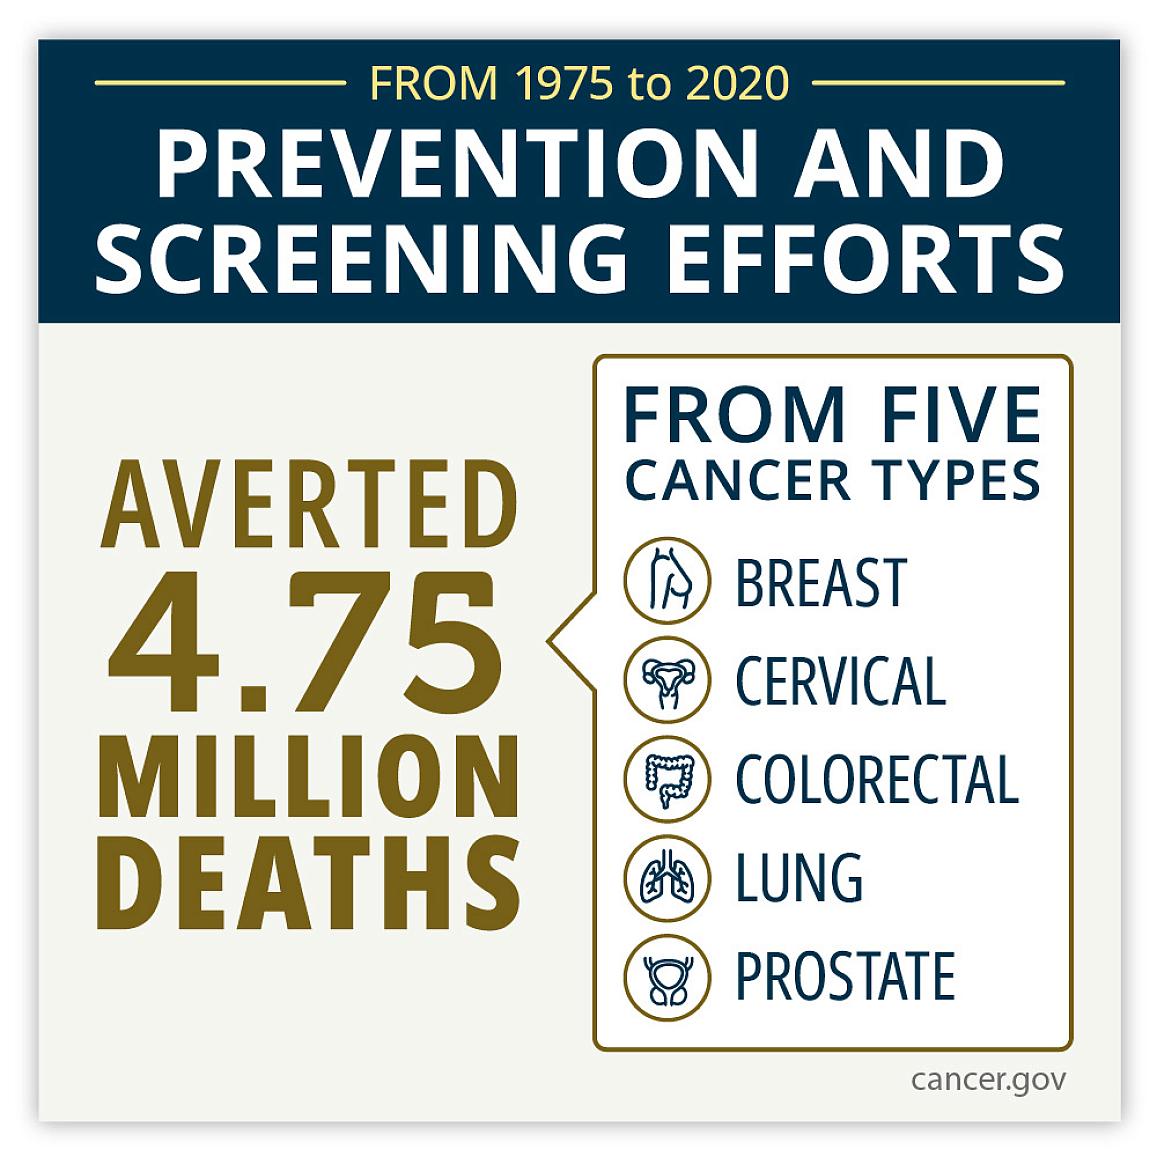 FROM 1975 to 2020
PREVENTION AND
SCREENING EFFORTS
AVERTED
4.75
MILLION
DEATHS
FROM FIVE
CANCER TYPES
BREAST
CERVICAL
COLORECTAL
LUNG
PROSTATE
cancer.gov